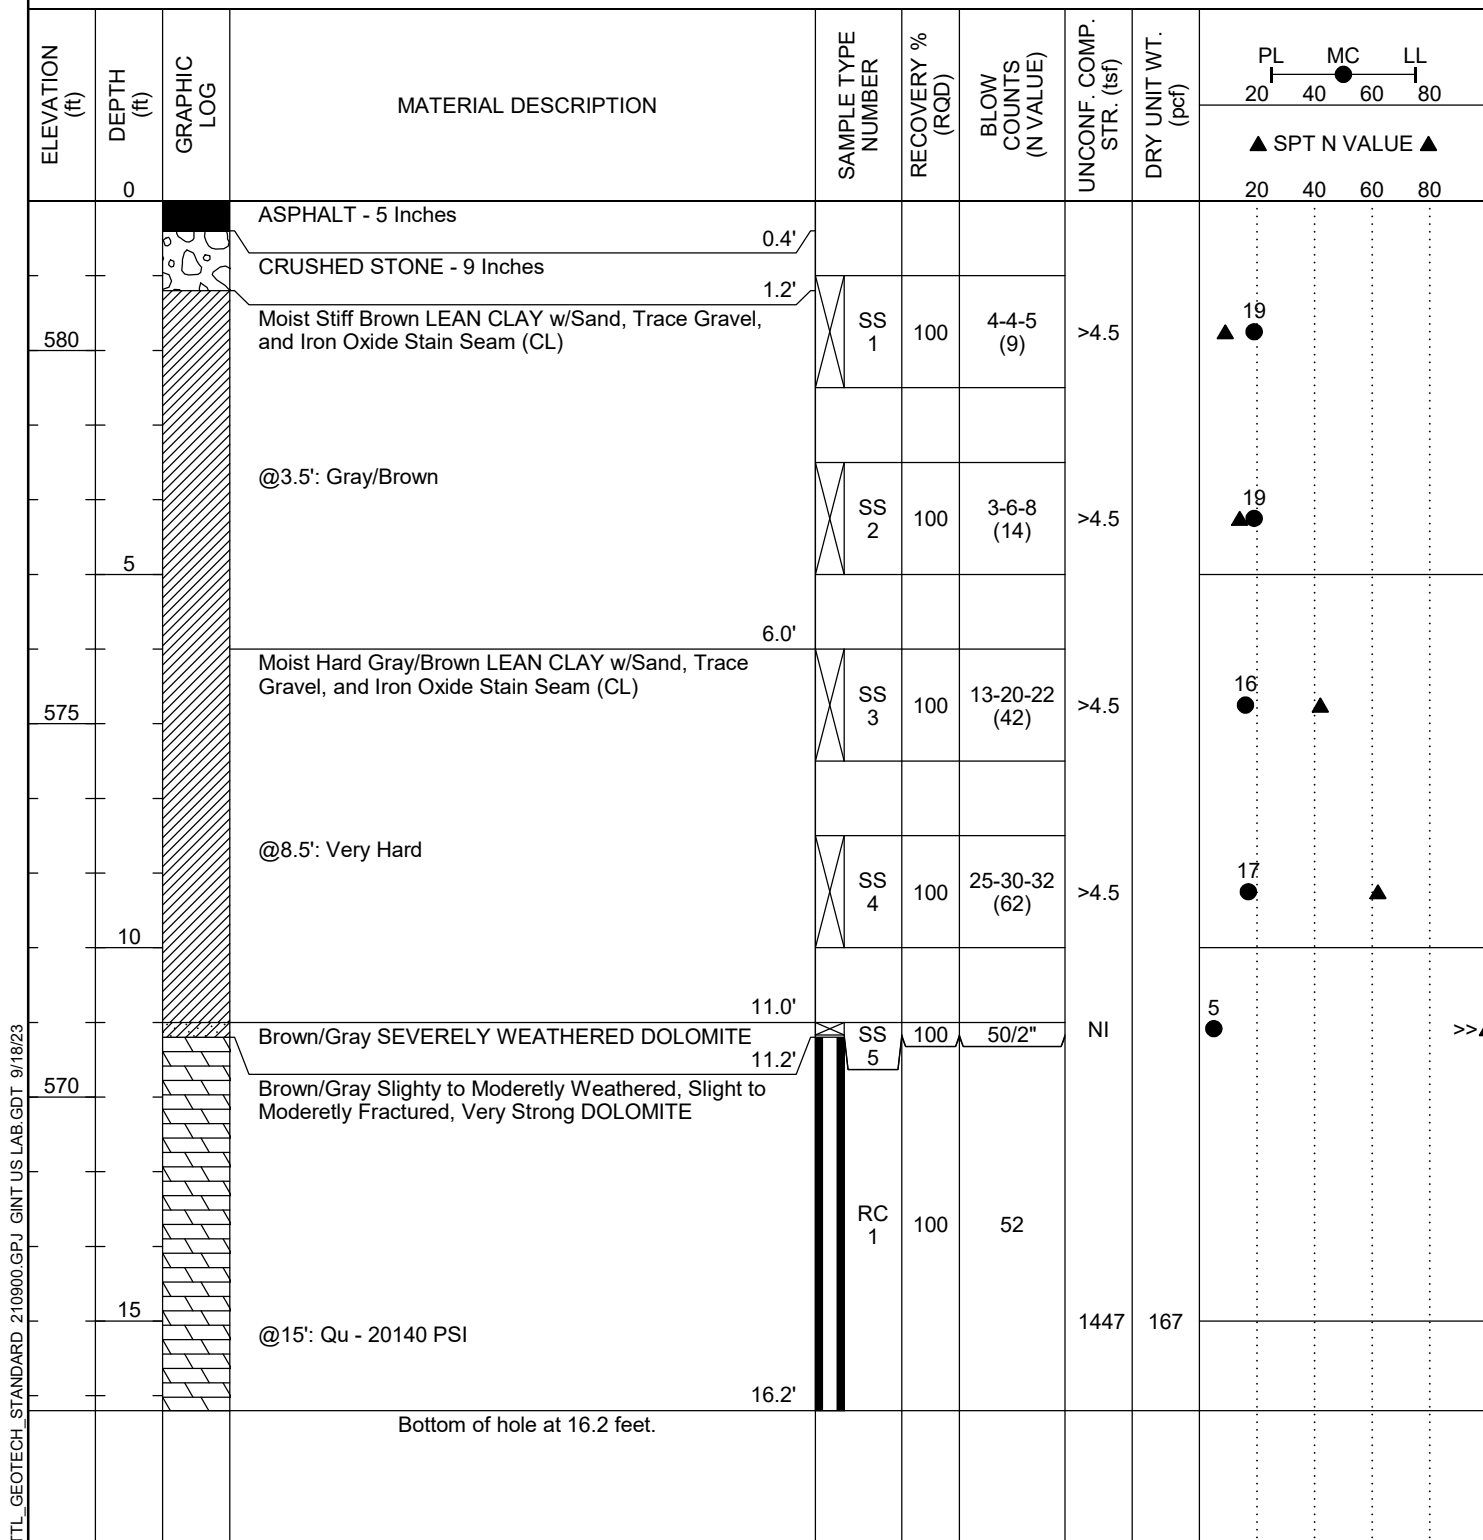 ELEVATION
(ft)
DEPTH
(ft)
GRAPHIC
LOG
MATERIAL DESCRIPTION
SAMPLE TYPE
NUMBER
RECOVERY %
(RQD)
BLOW
COUNTS
(N VALUE)
UNCONF. COMP.
STR. (tsf)
DRY UNIT WT.
(pcf)
PL MC LL
20 40 60 80
▲ SPT N VALUE ▲
20 40 60 80
0
ASPHALT - 5 Inches
0.4'
CRUSHED STONE - 9 Inches
1.2'
Moist Stiff Brown LEAN CLAY w/Sand, Trace Gravel,
and Iron Oxide Stain Seam (CL)
SS
1
100
4-4-5
(9)
>4.5
19
580
@3.5': Gray/Brown
SS
2
100
3-6-8
(14)
>4.5
19
5
6.0'
Moist Hard Gray/Brown LEAN CLAY w/Sand, Trace
Gravel, and Iron Oxide Stain Seam (CL)
SS
3
100
13-20-22
(42)
>4.5
16
575
@8.5': Very Hard
SS
4
100
25-30-32
(62)
>4.5
17
10
11.0'
Brown/Gray SEVERELY WEATHERED DOLOMITE
11.2'
SS
5
100
50/2"
NI
5
>>▲
570
Brown/Gray Slighty to Moderetly Weathered, Slight to
Moderetly Fractured, Very Strong DOLOMITE
RC
1
100
52
15
@15': Qu - 20140 PSI
1447
167
16.2'
Bottom of hole at 16.2 feet.
TTL_GEOTECH_STANDARD 210900.GPJ GINT US LAB.GDT 9/18/23